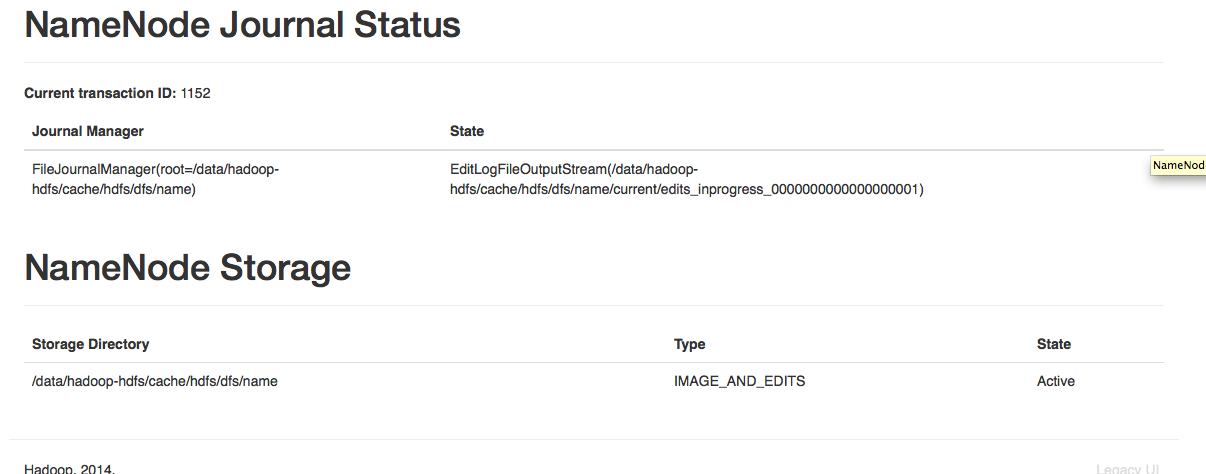 NameNode Journal Status
Current transaction ID: 1152
Journal Manager State
FileJournalManager(root=/data/hadoop- EditLogFileOutputStream(/data/hadoop-
hdfs/cache/hdfs/dfs/name) hdfs/cache/hdfs/dfs/name/current/edits_inprogress_0000000000000000001)
NameNod
NameNode Storage
Storage Directory Type State
/data/hadoop-hdfs/cache/hdfs/dfs/name IMAGE_AND_EDITS Active
Hadoop, 2014. Legacy UI